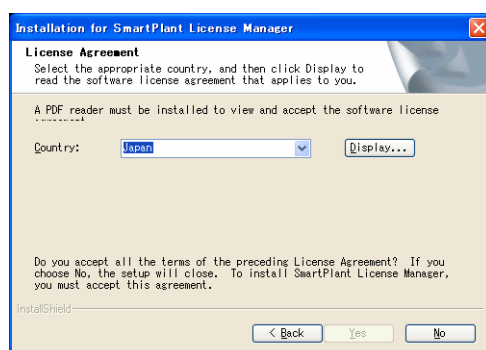 Installation for SmartPlant License Manager
License Agreement
Select the appropriate country, and then click Display to
read the software license agreement that applies to you.
A PDF reader must be installed to view and accept the software license
Country:
Japan
Display...
Do you accept all the terms of the preceding License Agreement? If you
choose No, the setup will close. To install SmartPlant License Manager,
you must accept this agreement.
InstallShield
< Back
Yes
No